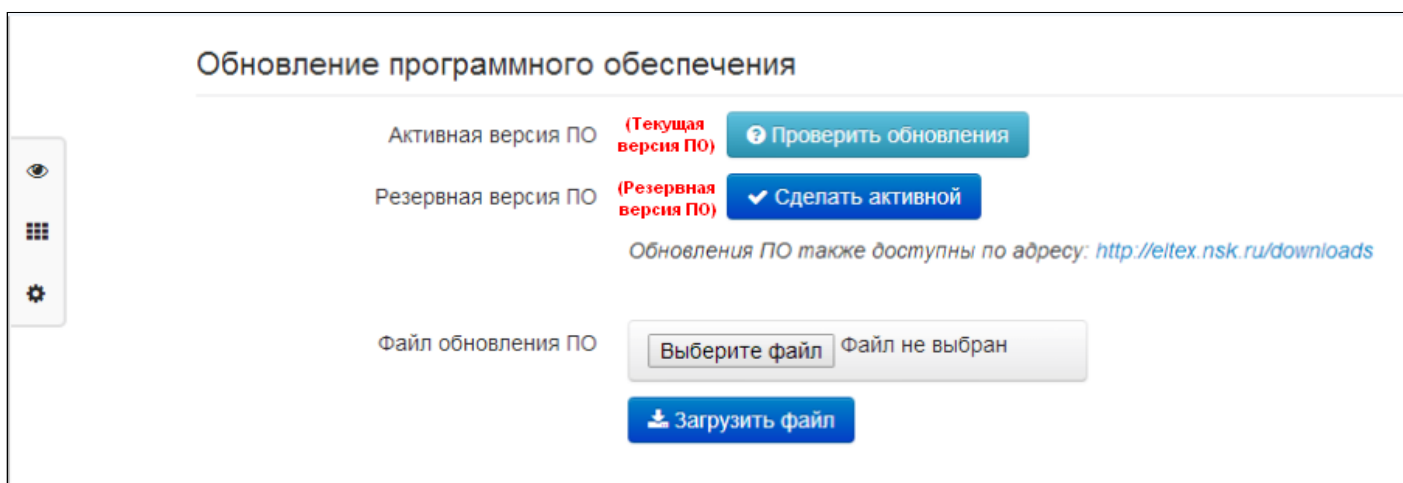 Обновление программного обеспечения
Активная версия ПО (Текущая версия ПО) Проверить обновления
Резервная версия ПО (Резервная версия ПО) Сделать активной
Обновления ПО также доступны по адресу: http://eltex.nsk.ru/downloads
Файл обновления ПО Выберите файл Файл не выбран
Загрузить файл